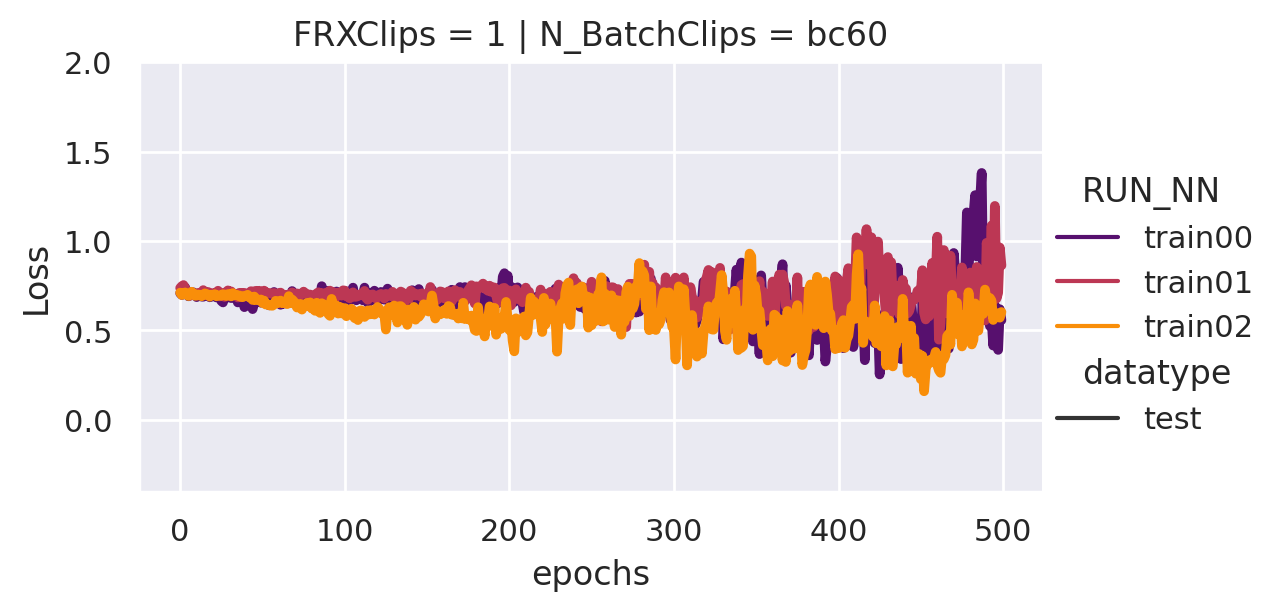 FRXClips = 1 | N_BatchClips = bc60
2.0
1.5
1.0
0.5
0.0
Loss
0 100 200 300 400 500
epochs
RUN_NN
train00
train01
train02
datatype
test